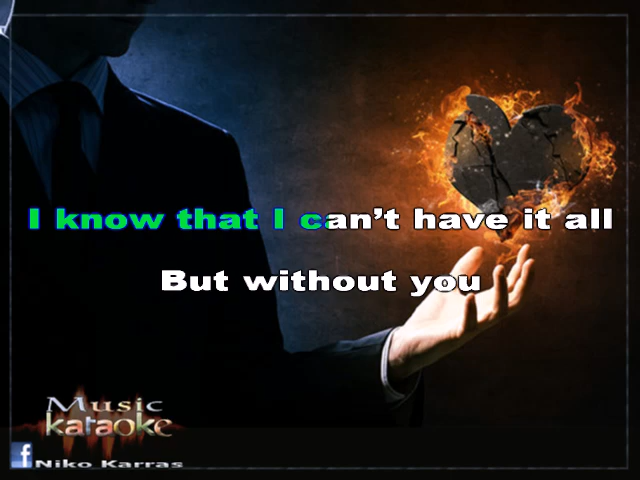 I know that I can’t have it all
But without you
Music
karaoke
f Niko Karras